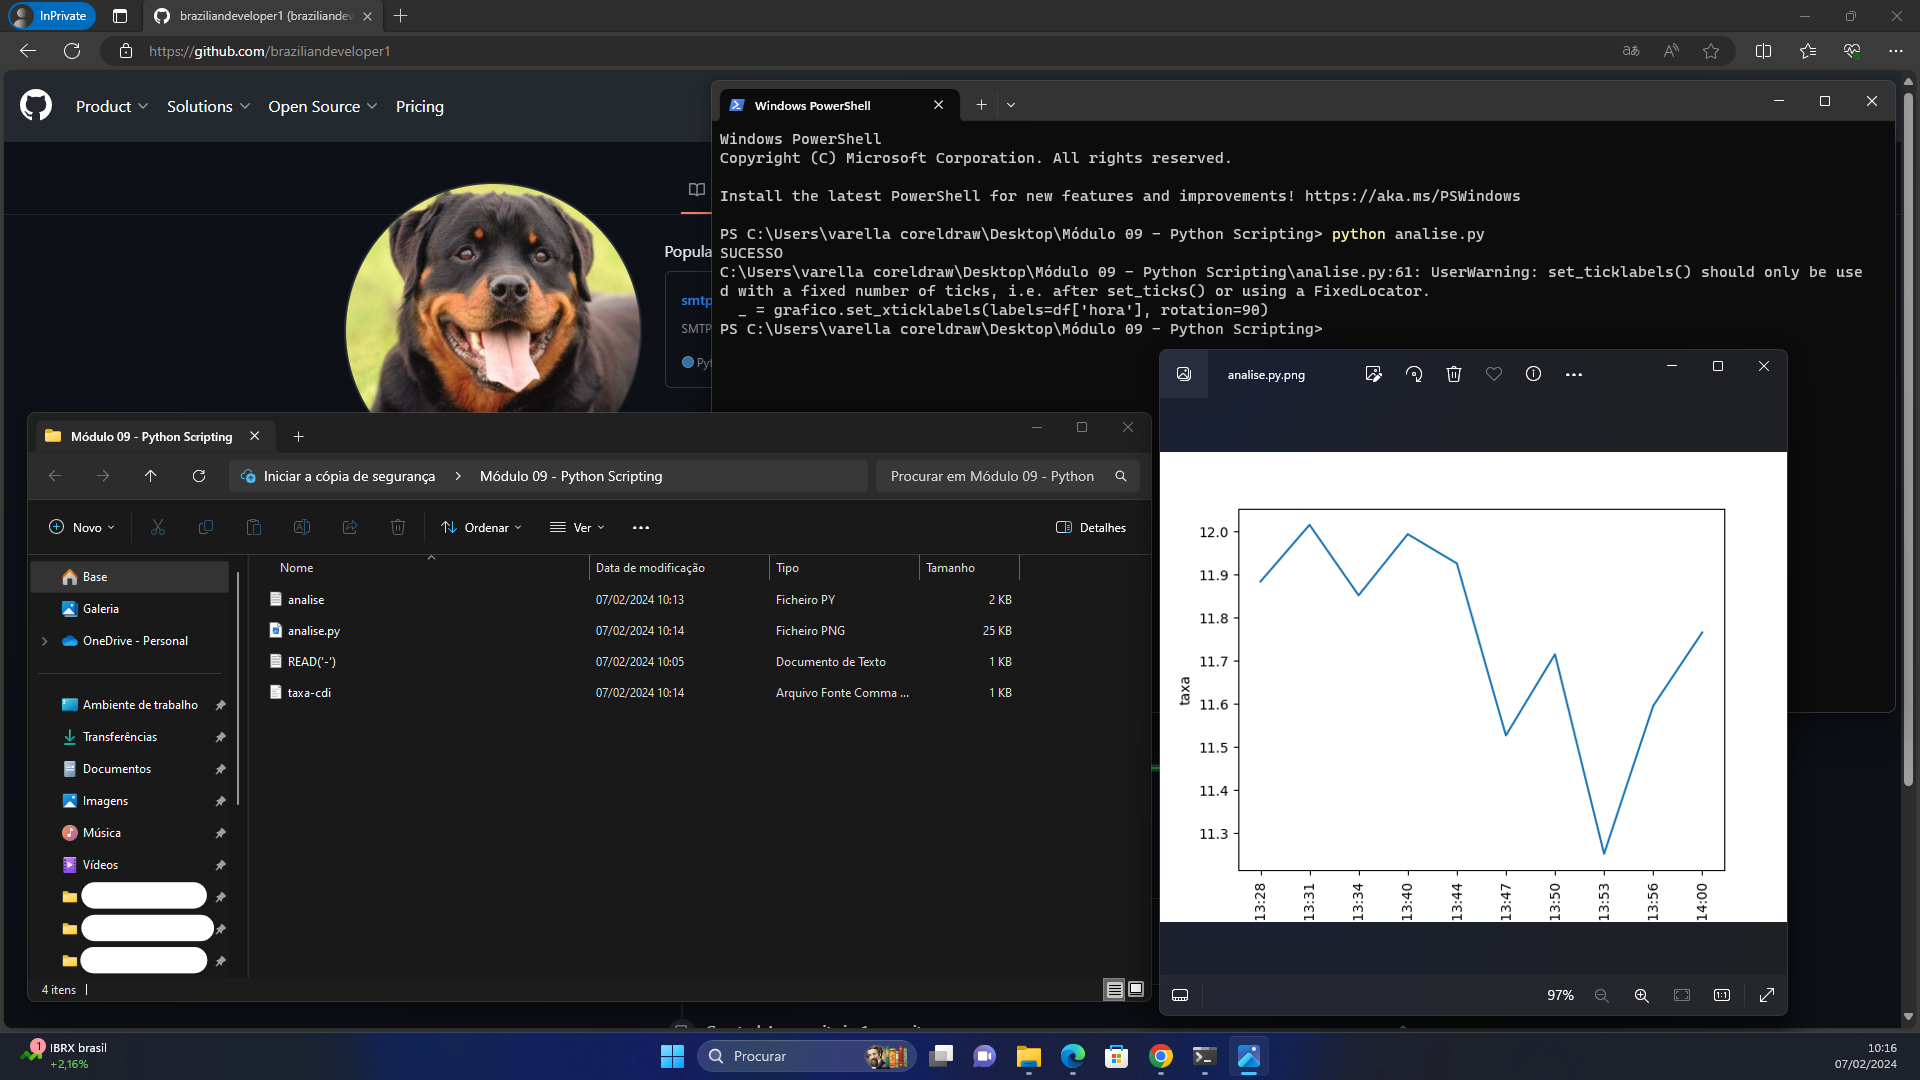 InPrivate
braziliandeveloper1 (braziliande
https://github.com/braziliandeveloper1
Product
Solutions
Open Source
Pricing
Popula
smtp
SMTP
Pyt
Windows PowerShell
Windows PowerShell
Copyright (C) Microsoft Corporation. All rights reserved.
Install the latest PowerShell for new features and improvements! https://aka.ms/PSWindows
PS C:\Users\varella coreldraw\Desktop\Módulo 09 - Python Scripting> python analise.py
SUCESSO
C:\Users\varella coreldraw\Desktop\Módulo 09 - Python Scripting\analise.py:61: UserWarning: set_ticklabels() should only be use
d with a fixed number of ticks, i.e. after set_ticks() or using a FixedLocator.
_ = grafico.set_xticklabels(labels=df['hora'], rotation=90)
PS C:\Users\varella coreldraw\Desktop\Módulo 09 - Python Scripting>
Módulo 09 - Python Scripting
Iniciar a cópia de segurança
Módulo 09 - Python Scripting
Procurar em Módulo 09 - Python
Novo
Ordenar
Ver
Detalhes
Base
Galeria
OneDrive - Personal
Ambiente de trabalho
Transferências
Documentos
Imagens
Música
Vídeos
Nome Data de modificação Tipo Tamanho
analise 07/02/2024 10:13 Ficheiro PY 2 KB
analise.py 07/02/2024 10:14 Ficheiro PNG 25 KB
READ('-') 07/02/2024 10:05 Documento de Texto 1 KB
taxa-cdi 07/02/2024 10:14 Arquivo Fonte Comma ... 1 KB
4 itens
analise.py.png
12.0
11.9
11.8
11.7
11.6
11.5
11.4
11.3
taxa
13:28
13:31
13:34
13:40
13:44
13:47
13:50
13:53
13:56
14:00
97%
1:1
1
IBRX brasil
+2,16%
Procurar
10:16
07/02/2024